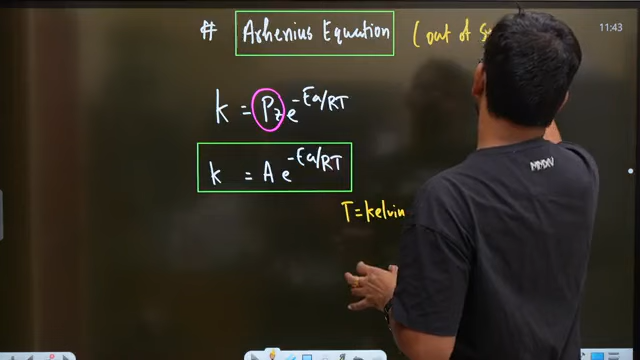 # Arhenius Equation (out of
11:43
k = Pz e^-Ea/RT
k = A e^-Ea/RT
T = kelvin